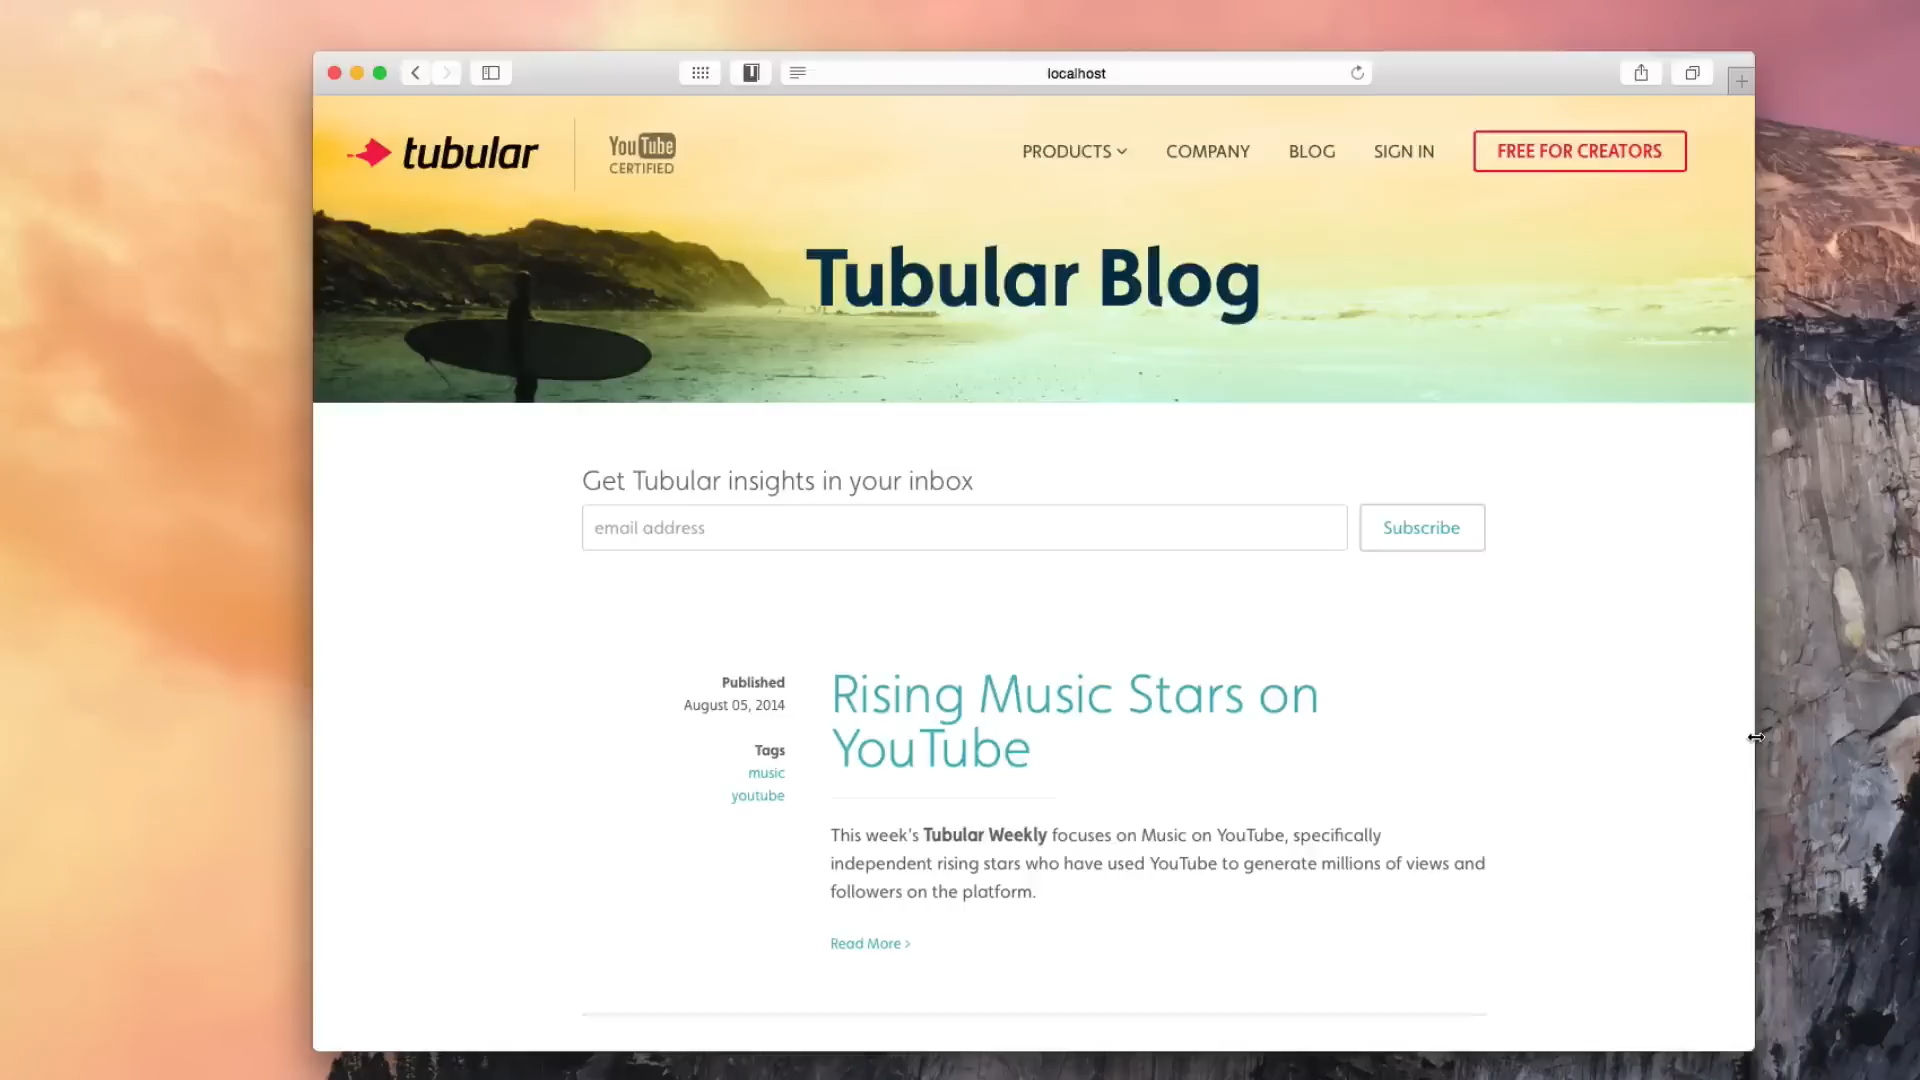 localhost
tubular
YouTube
CERTIFIED
PRODUCTS
COMPANY
BLOG
SIGN IN
FREE FOR CREATORS
Tubular Blog
Get Tubular insights in your inbox
email address
Subscribe
Published
August 05, 2014
Tags
music
youtube
Rising Music Stars on
YouTube
This week's Tubular Weekly focuses on Music on YouTube, specifically
independent rising stars who have used YouTube to generate millions of views and
followers on the platform.
Read More >